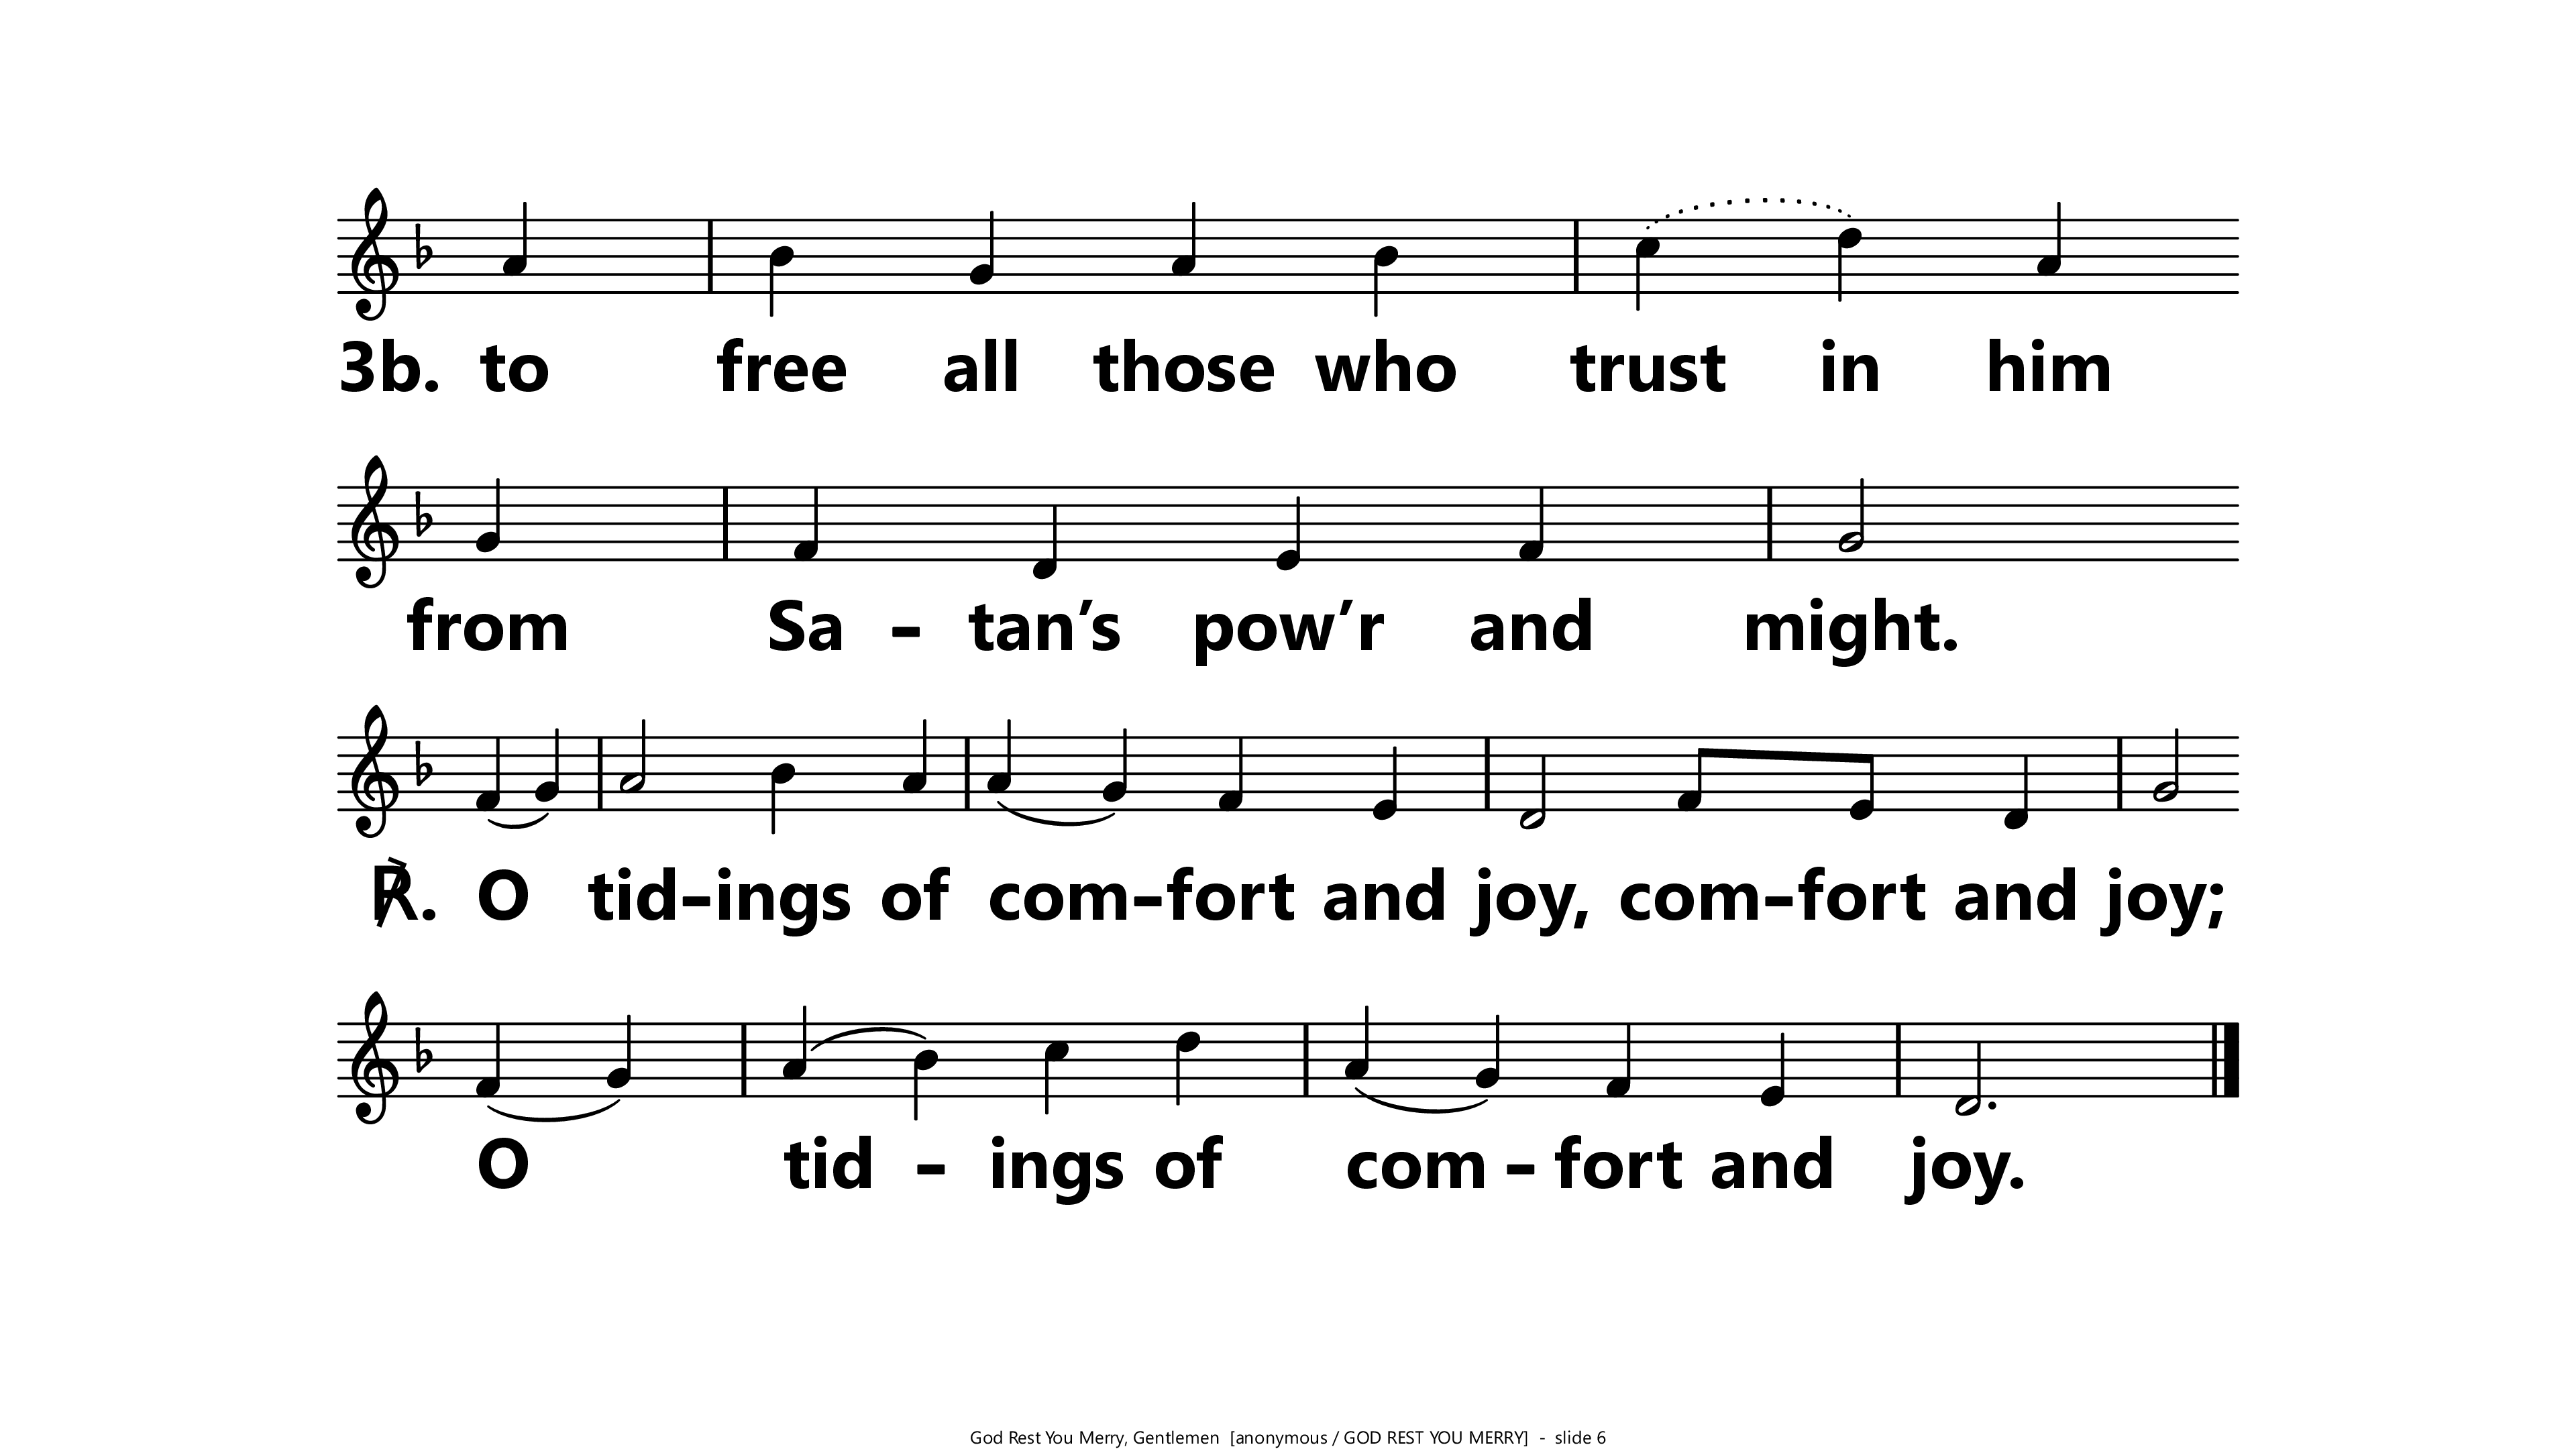 3b. to free all those who trust in him
from Sa - tan’s pow’r and might.
℟. O tid-ings of com-fort and joy, com-fort and joy;
O tid - ings of com - fort and joy.
God Rest You Merry, Gentlemen [anonymous / GOD REST YOU MERRY] - slide 6